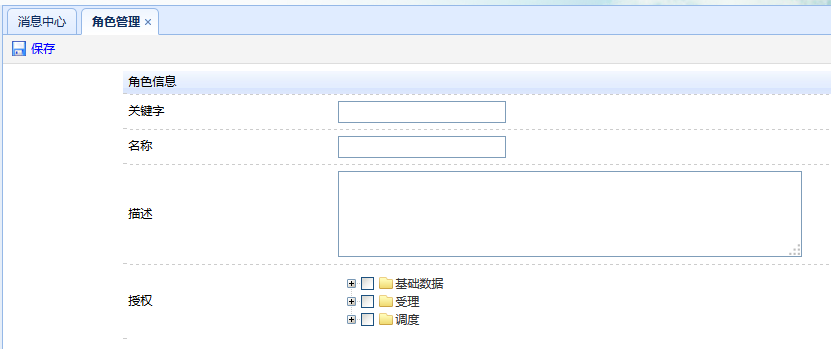 消息中心 角色管理
保存
角色信息
关键字
名称
描述
授权
基础数据
受理
调度